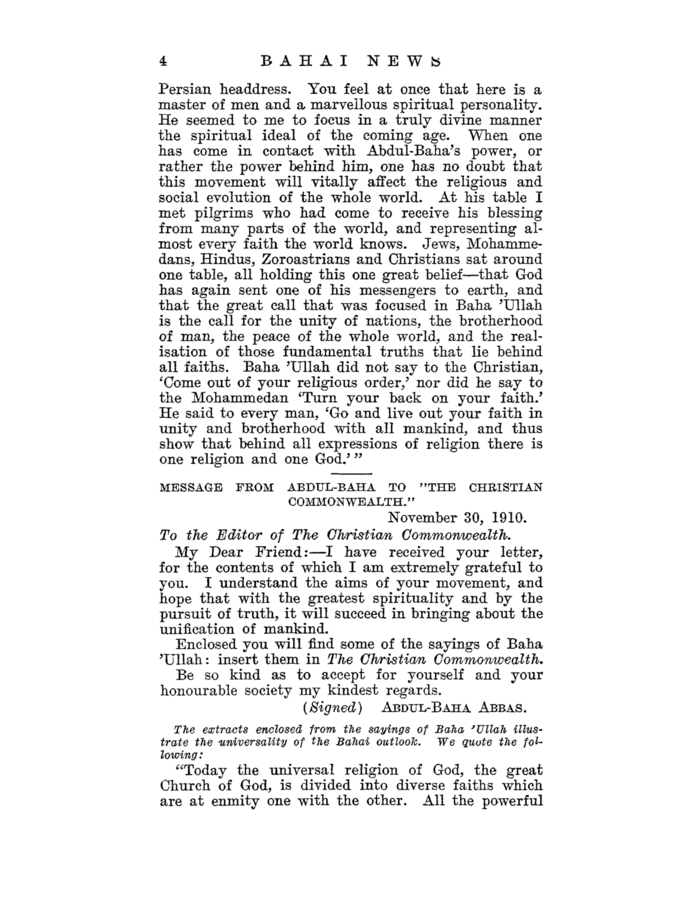 4 BAHAI NEWS
Persian headdress. You feel at once that here is a
master of men and a marvellous spiritual personality.
He seemed to me to focus in a truly divine manner
the spiritual ideal of the coming age. When one
has come in contact with Abdul-Baha's power, or
rather the power behind him, one has no doubt that
this movement will vitally affect the religious and
social evolution of the whole world. At his table I
met pilgrims who had come to receive his blessing
from many parts of the world, and representing al-
most every faith the world knows. Jews, Mohamme-
dans, Hindus, Zoroastrians and Christians sat around
one table, all holding this one great belief—that God
has again sent one of his messengers to earth, and
that the great call that was focused in Baha 'Ullah
is the call for the unity of nations, the brotherhood
of man, the peace of the whole world, and the real-
isation of those fundamental truths that lie behind
all faiths. Baha 'Ullah did not say to the Christian,
'Come out of your religious order,' nor did he say to
the Mohammedan 'Turn your back on your faith.'
He said to every man, 'Go and live out your faith in
unity and brotherhood with all mankind, and thus
show that behind all expressions of religion there is
one religion and one God.' "
MESSAGE FROM ABDUL-BAHA TO "THE CHRISTIAN
COMMONWEALTH."
November 30, 1910.
To the Editor of The Christian Commonwealth.
My Dear Friend:—I have received your letter,
for the contents of which I am extremely grateful to
you. I understand the aims of your movement, and
hope that with the greatest spirituality and by the
pursuit of truth, it will succeed in bringing about the
unification of mankind.
Enclosed you will find some of the sayings of Baha
'Ullah: insert them in The Christian Commonwealth.
Be so kind as to accept for yourself and your
honourable society my kindest regards.
(Signed) ABDUL-BAHA ABBAS.
The extracts enclosed from the sayings of Baha 'Ullah illus-
trate the universality of the Bahai outlook. We quote the fol-
lowing:
"Today the universal religion of God, the great
Church of God, is divided into diverse faiths which
are at enmity one with the other. All the powerful